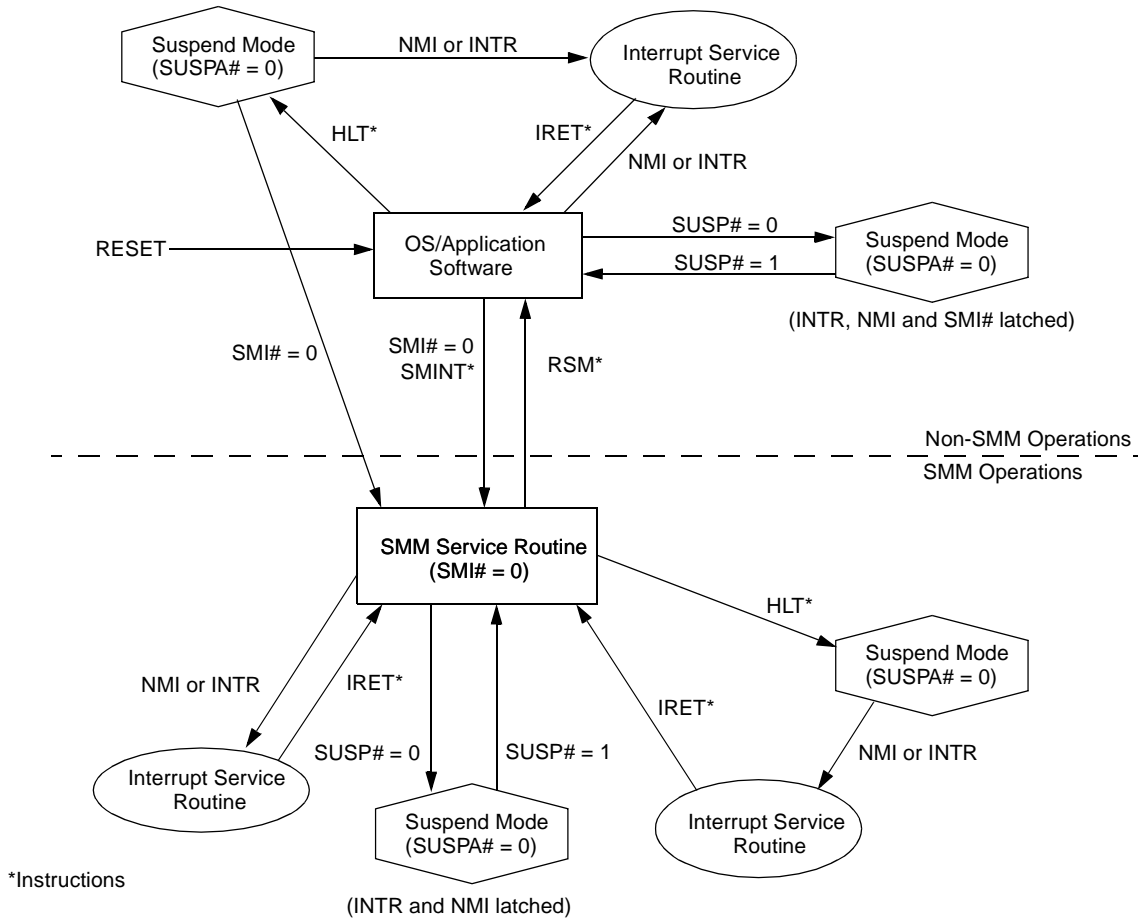 Suspend Mode
(SUSPA# = 0)
NMI or INTR
Interrupt Service
Routine
HLT*
IRET*
NMI or INTR
RESET
OS/Application
Software
SUSP# = 0
SUSP# = 1
Suspend Mode
(SUSPA# = 0)
(INTR, NMI and SMI# latched)
SMI# = 0
SMI# = 0
SMINT*
RSM*
Non-SMM Operations
SMM Operations
SMM Service Routine
(SMI# = 0)
HLT*
Suspend Mode
(SUSPA# = 0)
NMI or INTR
IRET*
IRET*
SUSP# = 0
SUSP# = 1
NMI or INTR
Interrupt Service
Routine
Suspend Mode
(SUSPA# = 0)
Interrupt Service
Routine
*Instructions
(INTR and NMI latched)